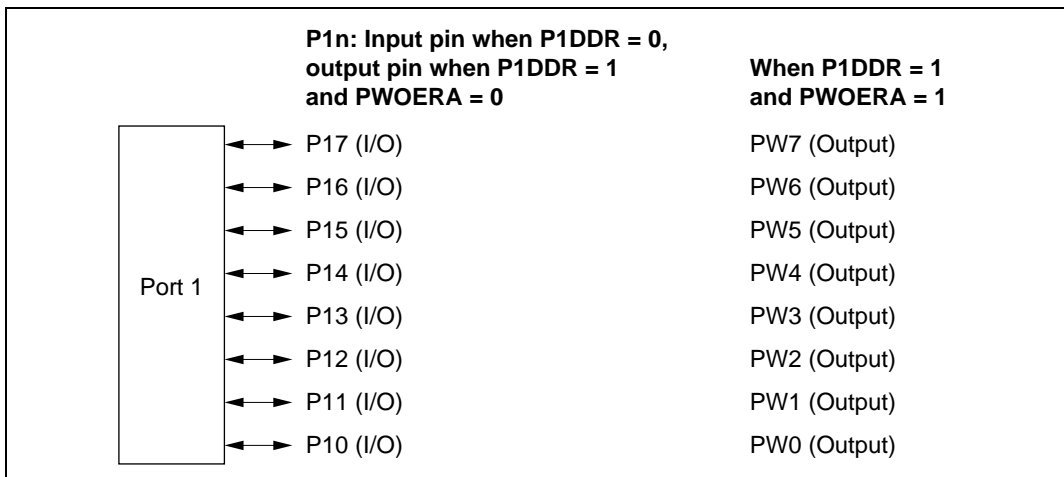 P1n: Input pin when P1DDR = 0,
output pin when P1DDR = 1
and PWOERA = 0
When P1DDR = 1
and PWOERA = 1
Port 1
P17 (I/O) PW7 (Output)
P16 (I/O) PW6 (Output)
P15 (I/O) PW5 (Output)
P14 (I/O) PW4 (Output)
P13 (I/O) PW3 (Output)
P12 (I/O) PW2 (Output)
P11 (I/O) PW1 (Output)
P10 (I/O) PW0 (Output)